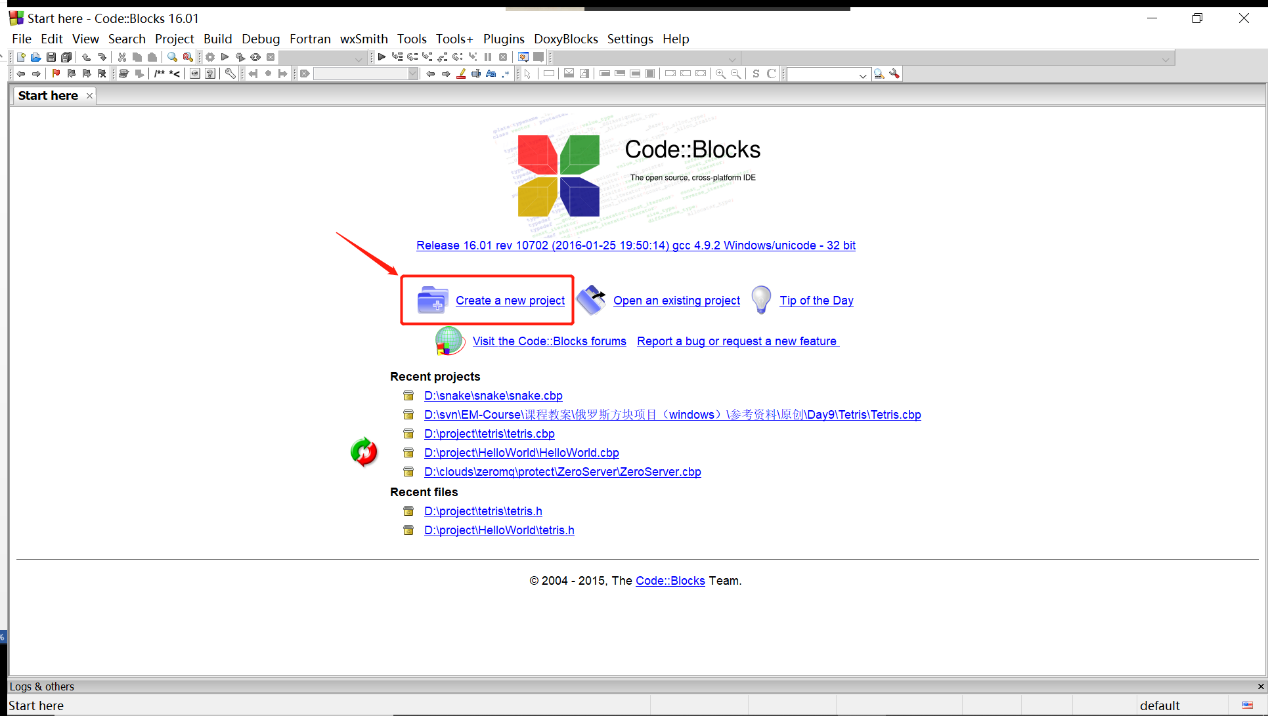 Start here - Code::Blocks 16.01
File Edit View Search Project Build Debug Fortran wxSmith Tools Tools+ Plugins DoxyBlocks Settings Help
/** *<
S C
Start here
Code::Blocks
The open source, cross-platform IDE
Release 16.01 rev 10702 (2016-01-25 19:50:14) gcc 4.9.2 Windows/unicode - 32 bit
Create a new project Open an existing project Tip of the Day
Visit the Code::Blocks forums Report a bug or request a new feature
Recent projects
D:\snake\snake\snake.cbp
D:\svn\EM-Course\课程教案\俄罗斯方块项目（windows）\参考资料\原创\Day9\Tetris\Tetris.cbp
D:\project\tetris\tetris.cbp
D:\project\HelloWorld\HelloWorld.cbp
D:\clouds\zeromq\protect\ZeroServer\ZeroServer.cbp
Recent files
D:\project\tetris\tetris.h
D:\project\HelloWorld\tetris.h
© 2004 - 2015, The Code::Blocks Team.
Logs & others
Start here default